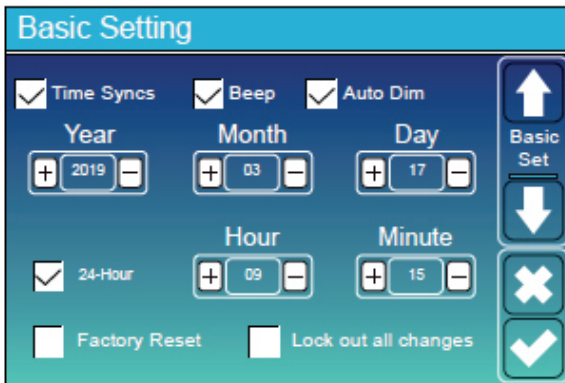 Basic Setting
Time Syncs Beep Auto Dim
Year Month Day
+ 2019 − + 03 − + 17 −
Basic
Set
Hour Minute
24-Hour + 09 − + 15 −
Factory Reset Lock out all changes